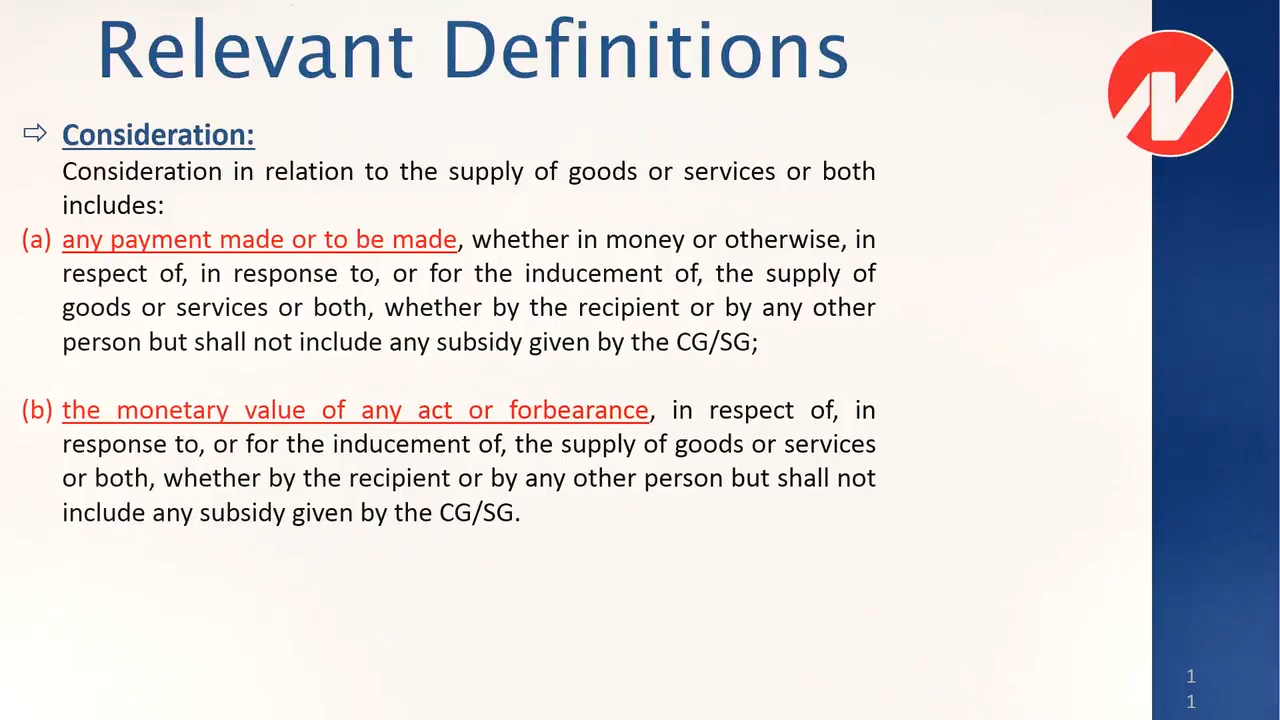 Relevant Definitions
⇨ Consideration:
Consideration in relation to the supply of goods or services or both
includes:
(a) any payment made or to be made, whether in money or otherwise, in
respect of, in response to, or for the inducement of, the supply of
goods or services or both, whether by the recipient or by any other
person but shall not include any subsidy given by the CG/SG;
(b) the monetary value of any act or forbearance, in respect of, in
response to, or for the inducement of, the supply of goods or services
or both, whether by the recipient or by any other person but shall not
include any subsidy given by the CG/SG.
1
1